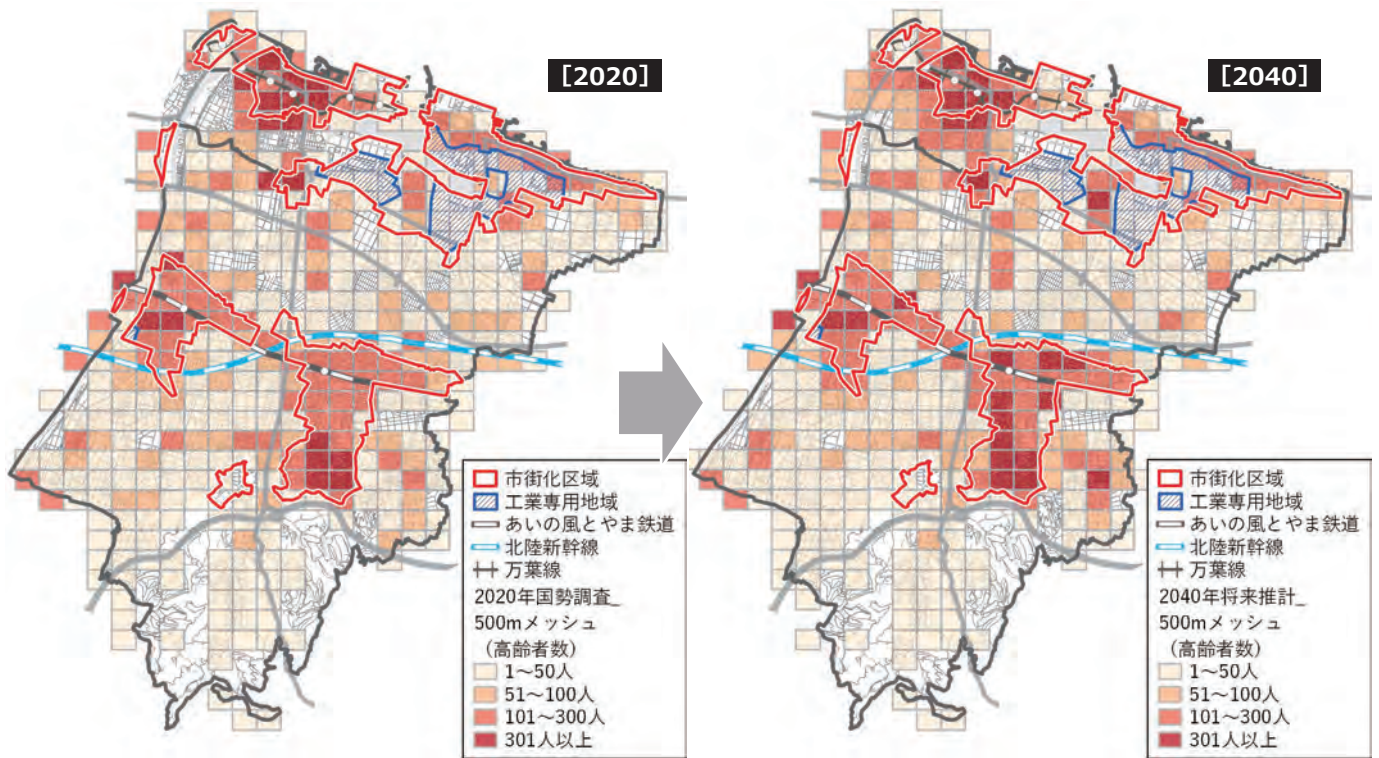 [2020]
市街化区域
工業専用地域
あいの風とやま鉄道
北陸新幹線
万葉線
2020年国勢調査_
500mメッシュ
(高齢者数)
1~50人
51~100人
101~300人
301人以上
[2040]
市街化区域
工業専用地域
あいの風とやま鉄道
北陸新幹線
万葉線
2040年将来推計_
500mメッシュ
(高齢者数)
1~50人
51~100人
101~300人
301人以上